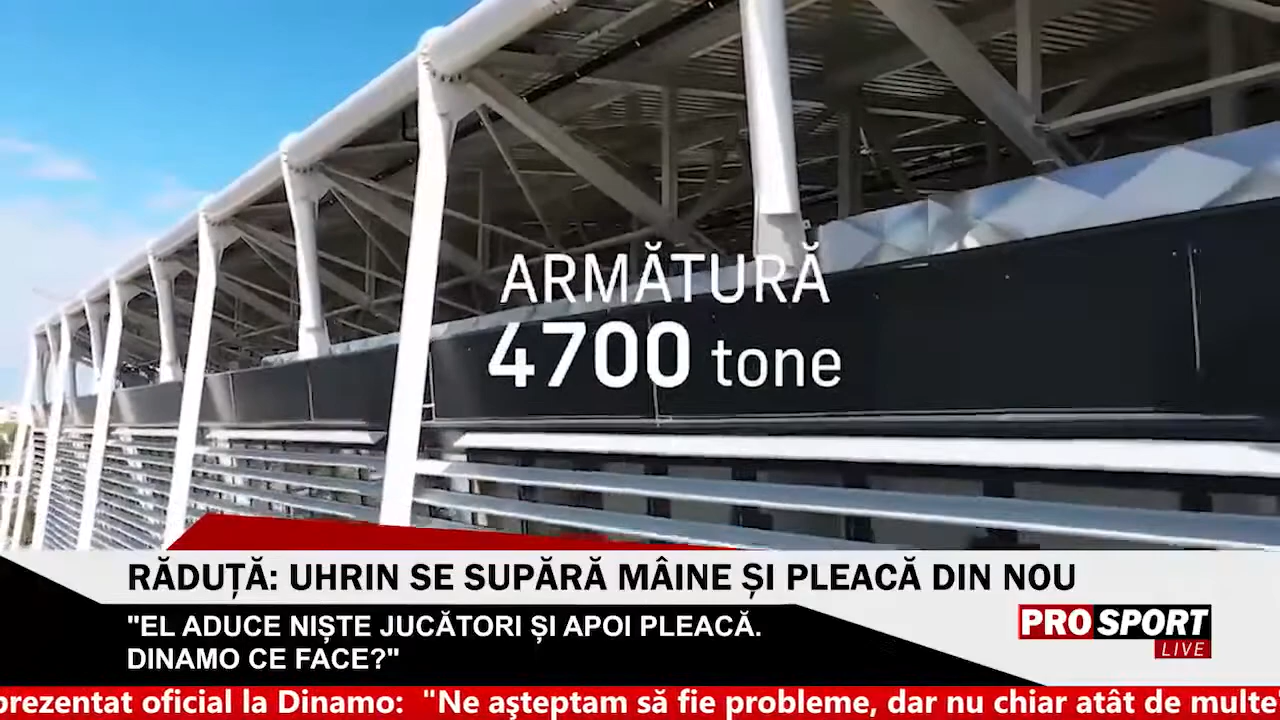 ARMĂTURĂ
4700 tone
RĂDUȚĂ: UHRIN SE SUPĂRĂ MÂINE ȘI PLEACĂ DIN NOU
"EL ADUCE NIȘTE JUCĂTORI ȘI APOI PLEACĂ.
DINAMO CE FACE?"
PRO SPORT
LIVE
prezentat oficial la Dinamo: "Ne aşteptam să fie probleme, dar nu chiar atât de multe"